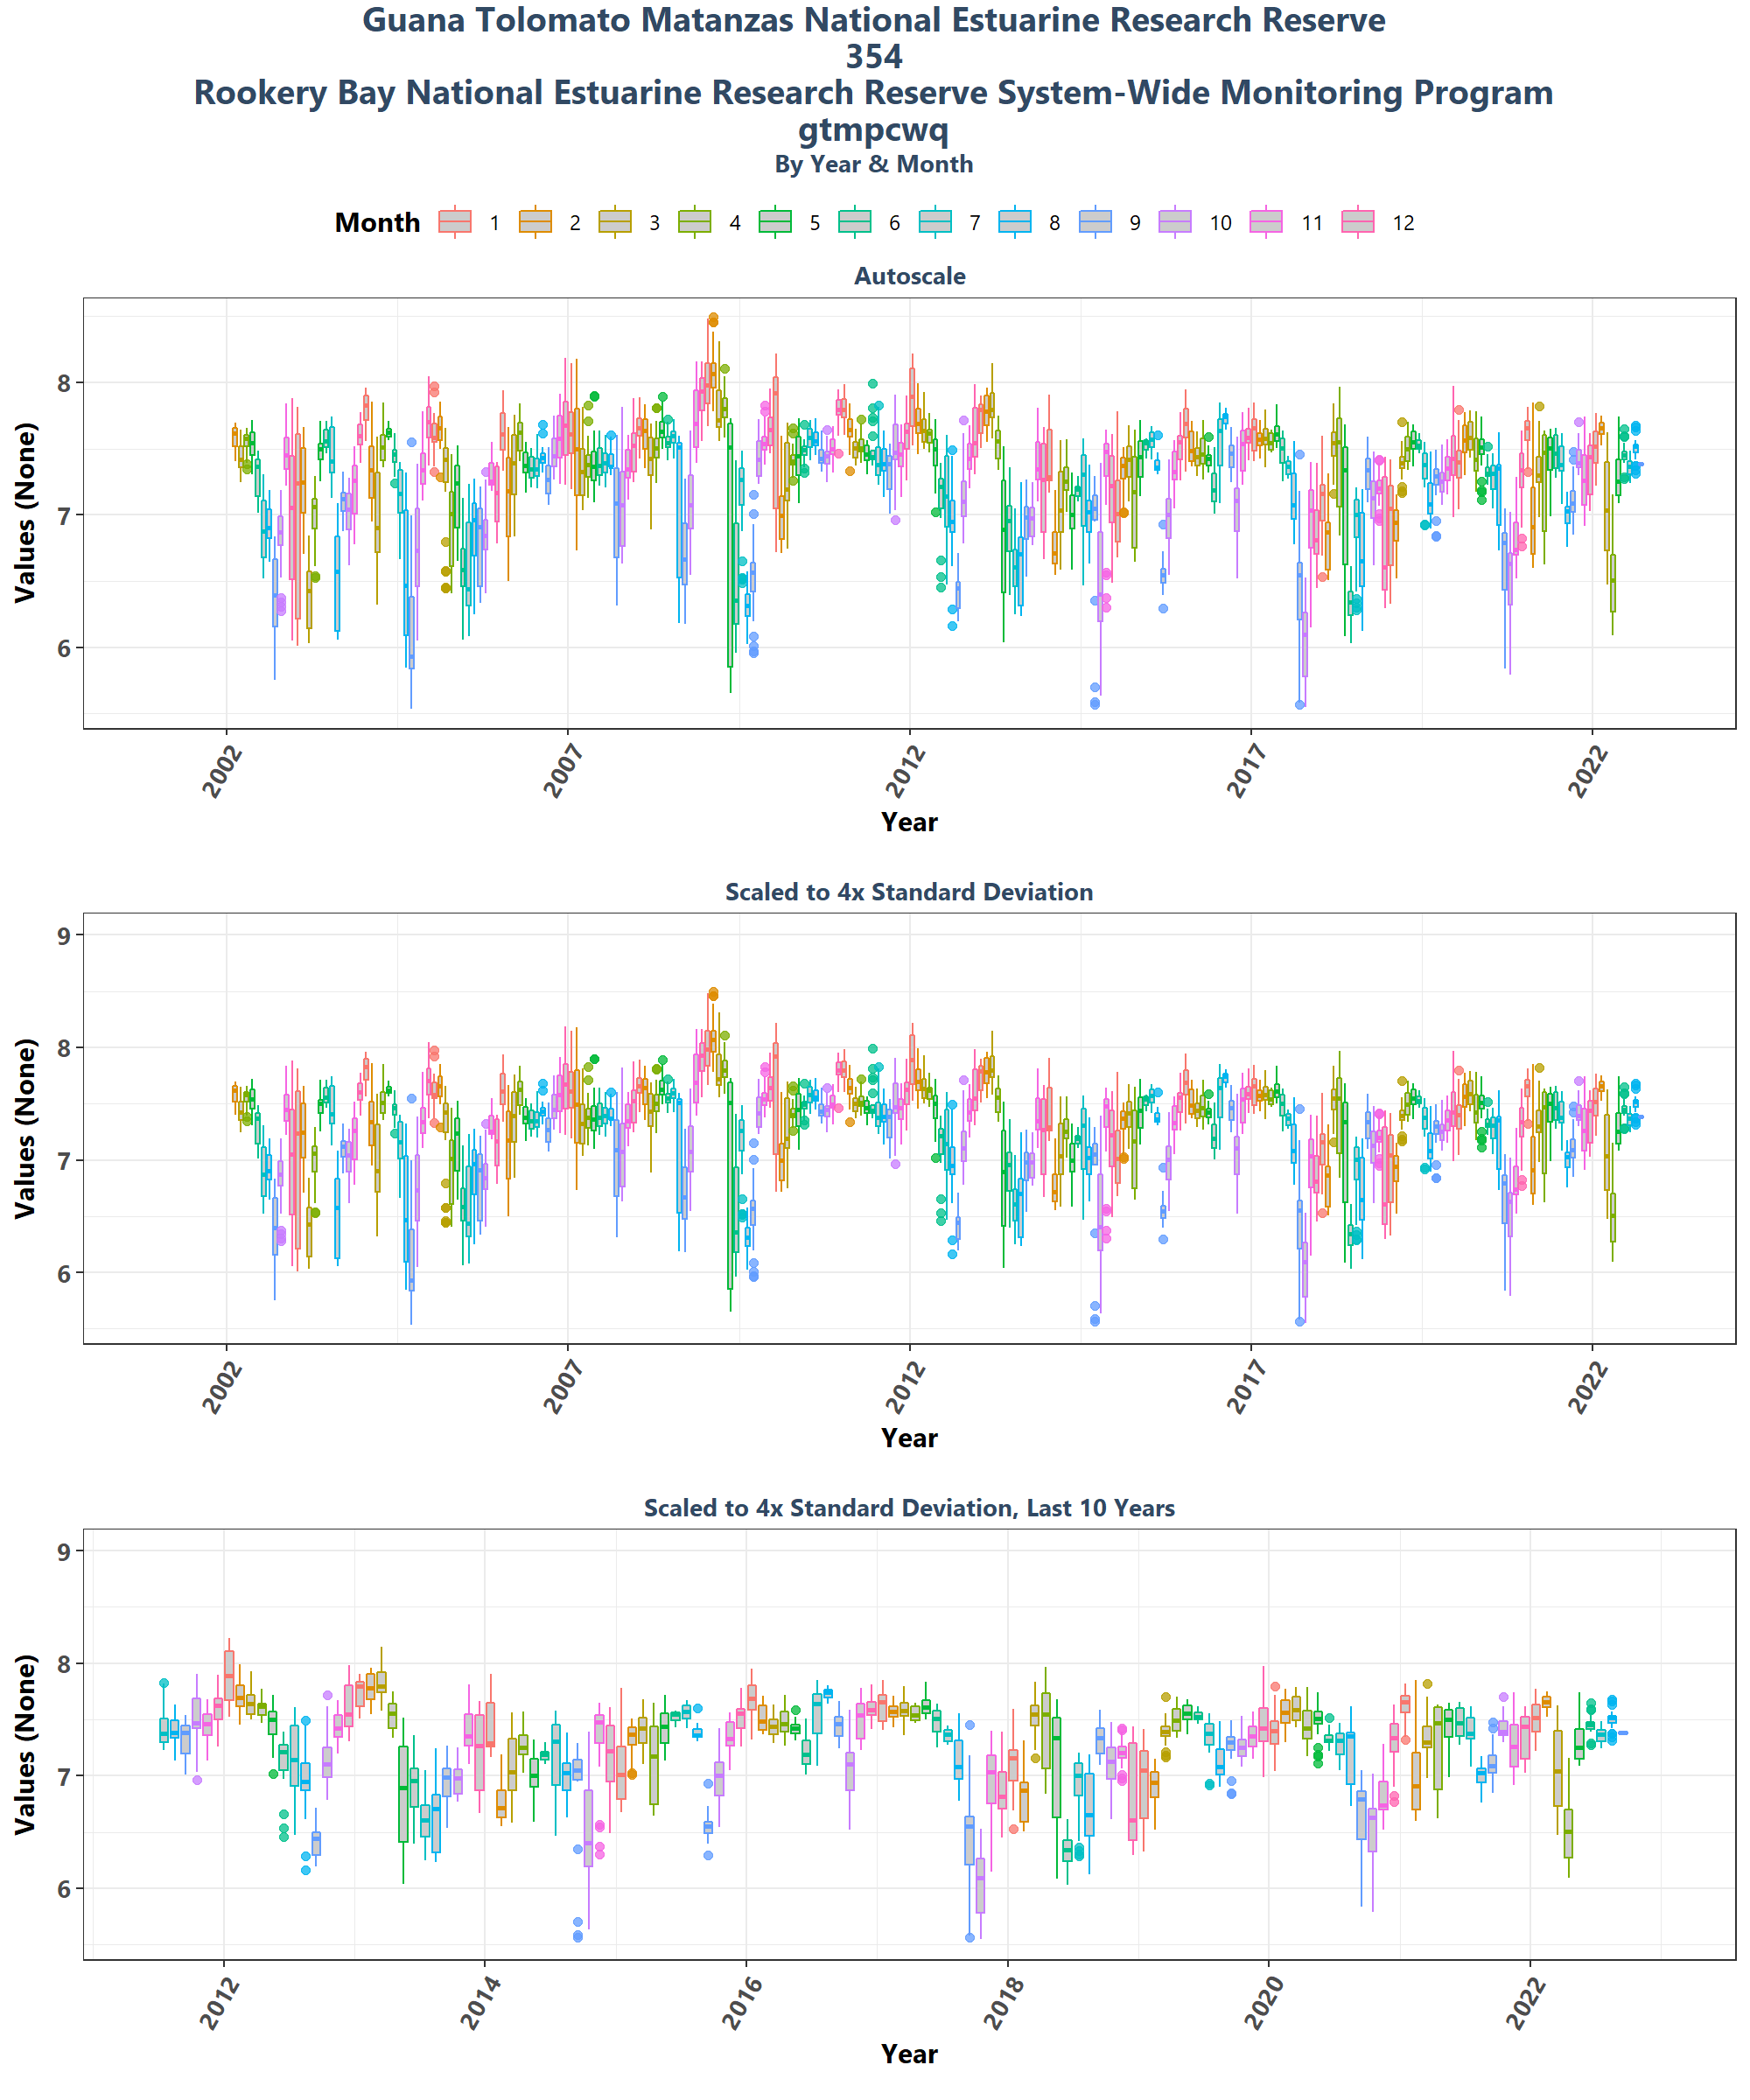 Guana Tolomato Matanzas National Estuarine Research Reserve
354
Rookery Bay National Estuarine Research Reserve System-Wide Monitoring Program
gtmpcwq
By Year & Month
Month 1 2 3 4 5 6 7 8 9 10 11 12
Autoscale
Values (None)
8
7
6
2002 2007 2012 2017 2022
Year
Scaled to 4x Standard Deviation
Values (None)
9
8
7
6
2002 2007 2012 2017 2022
Year
Scaled to 4x Standard Deviation, Last 10 Years
Values (None)
9
8
7
6
2012 2014 2016 2018 2020 2022
Year